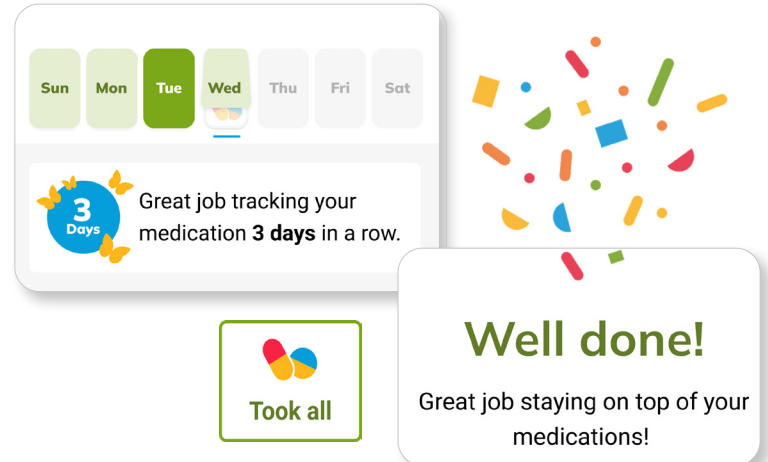 Sun Mon Tue Wed Thu Fri Sat
3
Days
Great job tracking your
medication 3 days in a row.
Took all
Well done!
Great job staying on top of your
medications!